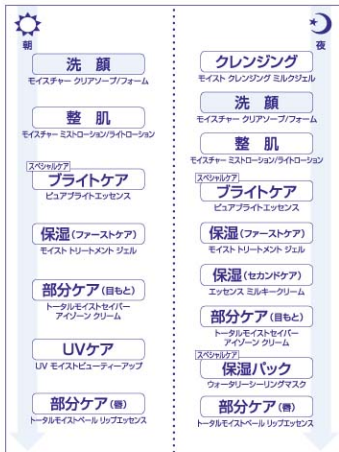 朝
洗 顔
モイスチャー クリアソープ/フォーム
整 肌
モイスチャー ミストローション/ライトローション
スペシャルケア
ブライトケア
ピュアブライトエッセンス
保湿(ファーストケア)
モイスト トリートメント ジェル
部分ケア(目もと)
トータルモイストセイバー
アイゾーン クリーム
UVケア
UV モイストビューティーアップ
部分ケア(唇)
トータルモイストベール リップエッセンス
夜
クレンジング
モイスト クレンジング ミルクジェル
洗 顔
モイスチャー クリアソープ/フォーム
整 肌
モイスチャー ミストローション/ライトローション
スペシャルケア
ブライトケア
ピュアブライトエッセンス
保湿(ファーストケア)
モイスト トリートメント ジェル
保湿(セカンドケア)
エッセンス ミルキークリーム
部分ケア(目もと)
トータルモイストセイバー
アイゾーン クリーム
スペシャルケア
保湿パック
ウォータリーシーリングマスク
部分ケア(唇)
トータルモイストベール リップエッセンス